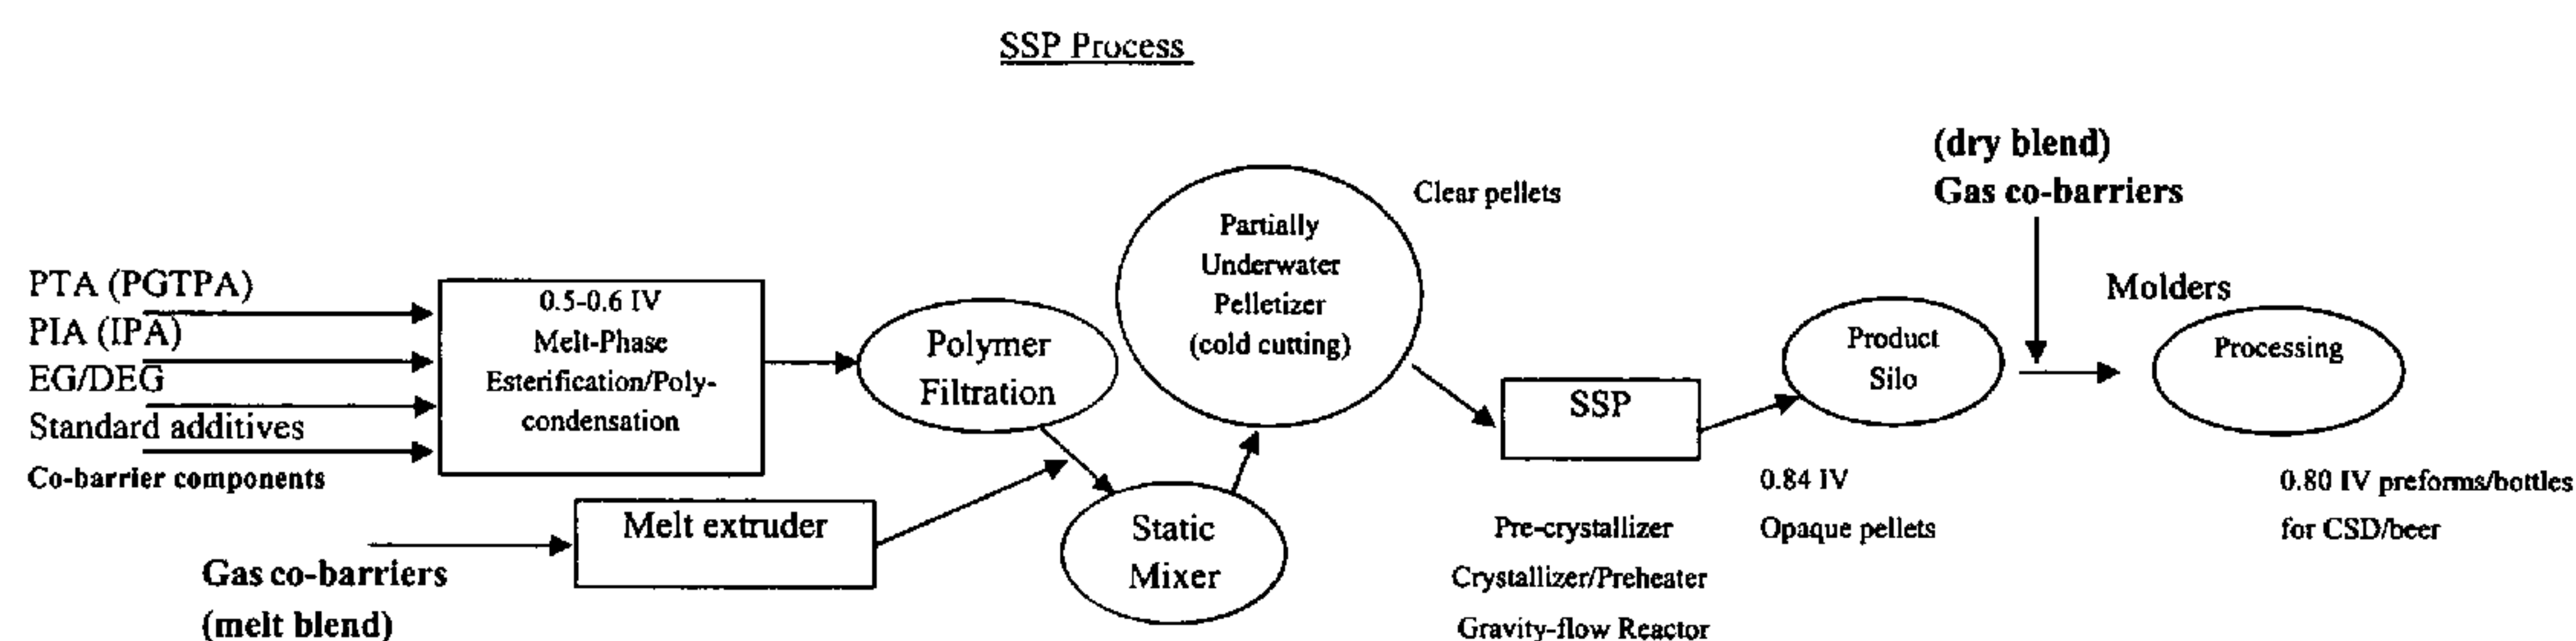 SSP Process
(dry blend)
Gas co-barriers
Clear pellets
Partially
Underwater
Pelletizer
(cold cutting)
PTA (PGTPA)
PIA (IPA)
EG/DEG
Standard additives
Co-barrier components
0.5-0.6 IV
Melt-Phase
Esterification/Poly-
condensation
Polymer
Filtration
Molders
Product
Silo
Processing
SSP
0.84 IV
Opaque pellets
0.80 IV preforms/bottles
for CSD/beer
Melt extruder
Static
Mixer
Pre-crystallizer
Crystallizer/Preheater
Gravity-flow Reactor
Gas co-barriers
(melt blend)